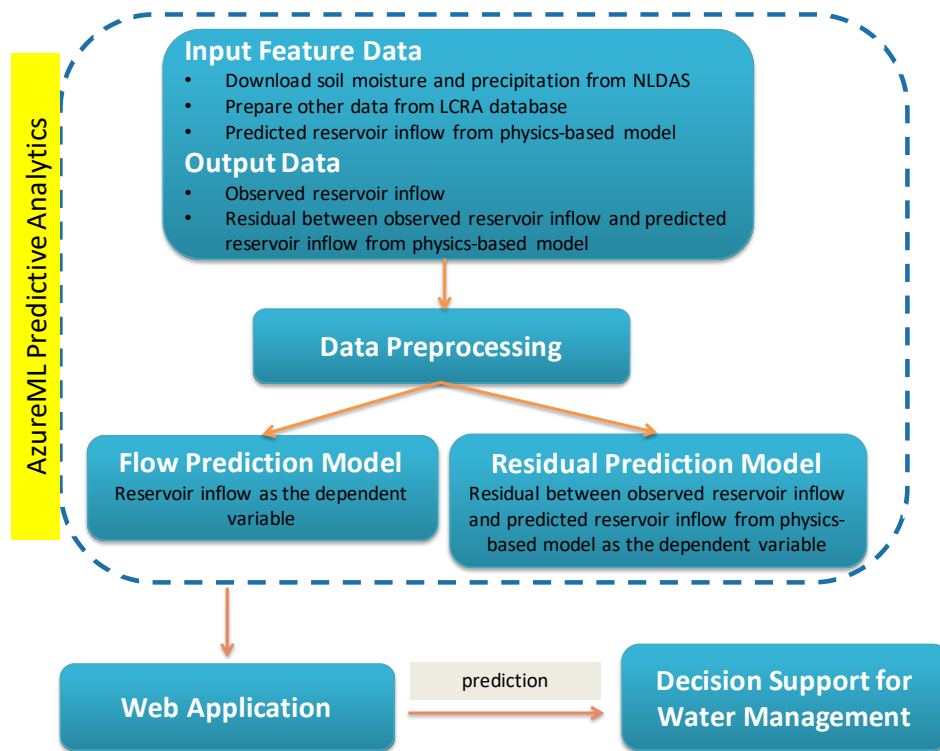 AzureML Predictive Analytics
Input Feature Data
• Download soil moisture and precipitation from NLDAS
• Prepare other data from LCRA database
• Predicted reservoir inflow from physics-based model
Output Data
• Observed reservoir inflow
• Residual between observed reservoir inflow and predicted
reservoir inflow from physics-based model
Data Preprocessing
Flow Prediction Model
Reservoir inflow as the dependent
variable
Residual Prediction Model
Residual between observed reservoir inflow
and predicted reservoir inflow from physics-
based model as the dependent variable
Web Application
prediction
Decision Support for
Water Management